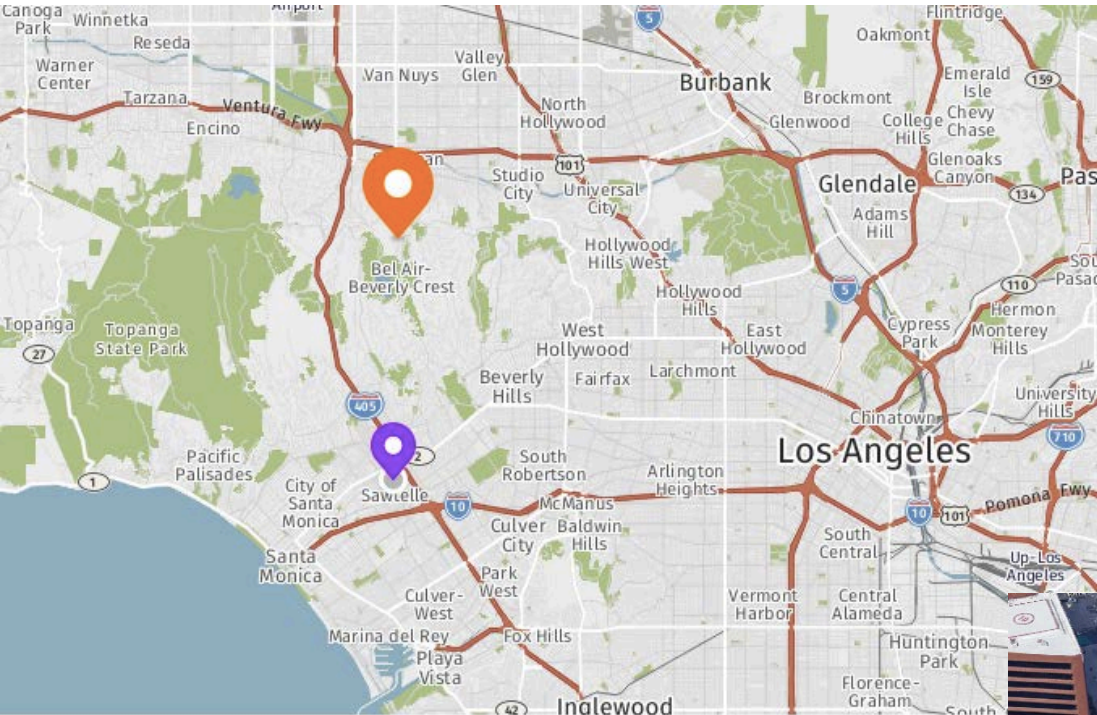 Canoga
Park
Winnetka
Airport
5
Flintridge
Oakmont
Reseda
Valley
Glen
Warner
Center
Van Nuys
Burbank
Emerald
Isle
159
Tarzana
Ventura Fwy
North
Hollywood
Brockmont
Glenwood
College
Hills
Chevy
Chase
Encino
101
Studio
City
Universal
City
Glendale
Glenoaks
Canyon
134
Adams
Hill
Hollywood
Hills West
Bel Air-
Beverly Crest
5
110
Hollywood
Hills
Hermon
Topanga
Topanga
State Park
27
West
Hollywood
East
Hollywood
Cypress
Park
Monterey
Hills
Beverly
Hills
Fairfax
Larchmont
405
University
Hills
Chinatown
710
2
Los Angeles
Pacific
Palisades
1
City of
Santa
Monica
Sawtelle
South
Robertson
Arlington
Heights
10
McManus
10
101
Pomona Fwy
Culver
City
Baldwin
Hills
South
Central
Santa
Monica
Park
West
Up-Los
Angeles
Culver-
West
Vermont
Harbor
Central
Alameda
Marina del Rey
Fox Hills
Playa
Vista
Huntington
Park
Florence-
Graham
42
Inglewood
South